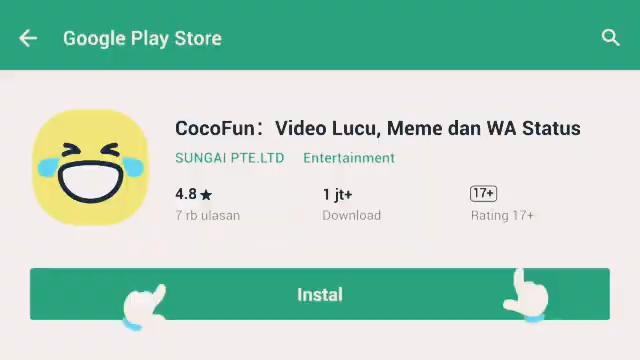 Google Play Store
CocoFun: Video Lucu, Meme dan WA Status
SUNGAI PTE.LTD Entertainment
4.8★ 1 jt+ 17+
7 rb ulasan Download Rating 17+
Instal